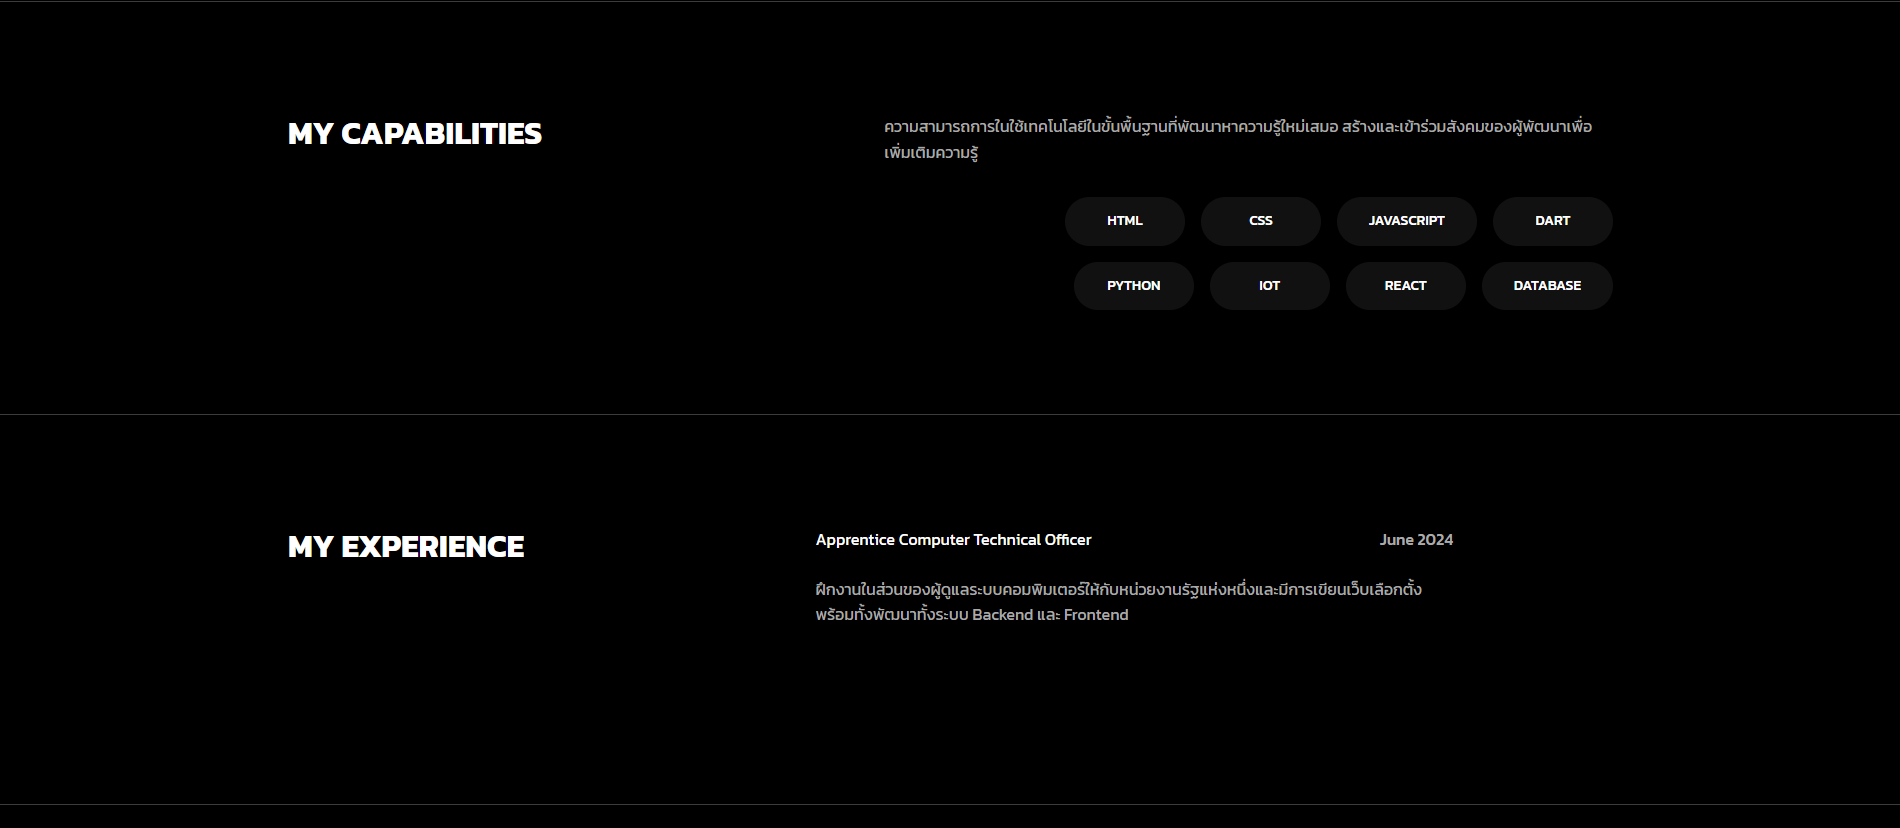 MY CAPABILITIES
ความสามารถการในใช้เทคโนโลยีในขั้นพื้นฐานที่พัฒนาหาความรู้ใหม่เสมอ สร้างและเข้าร่วมสังคมของผู้พัฒนาเพื่อ
เพิ่มเติมความรู้
HTML CSS JAVASCRIPT DART
PYTHON IOT REACT DATABASE
MY EXPERIENCE
Apprentice Computer Technical Officer June 2024
ฝึกงานในส่วนของผู้ดูแลระบบคอมพิมเตอร์ให้กับหน่วยงานรัฐแห่งหนึ่งและมีการเขียนเว็บเลือกตั้ง
พร้อมทั้งพัฒนาทั้งระบบ Backend และ Frontend